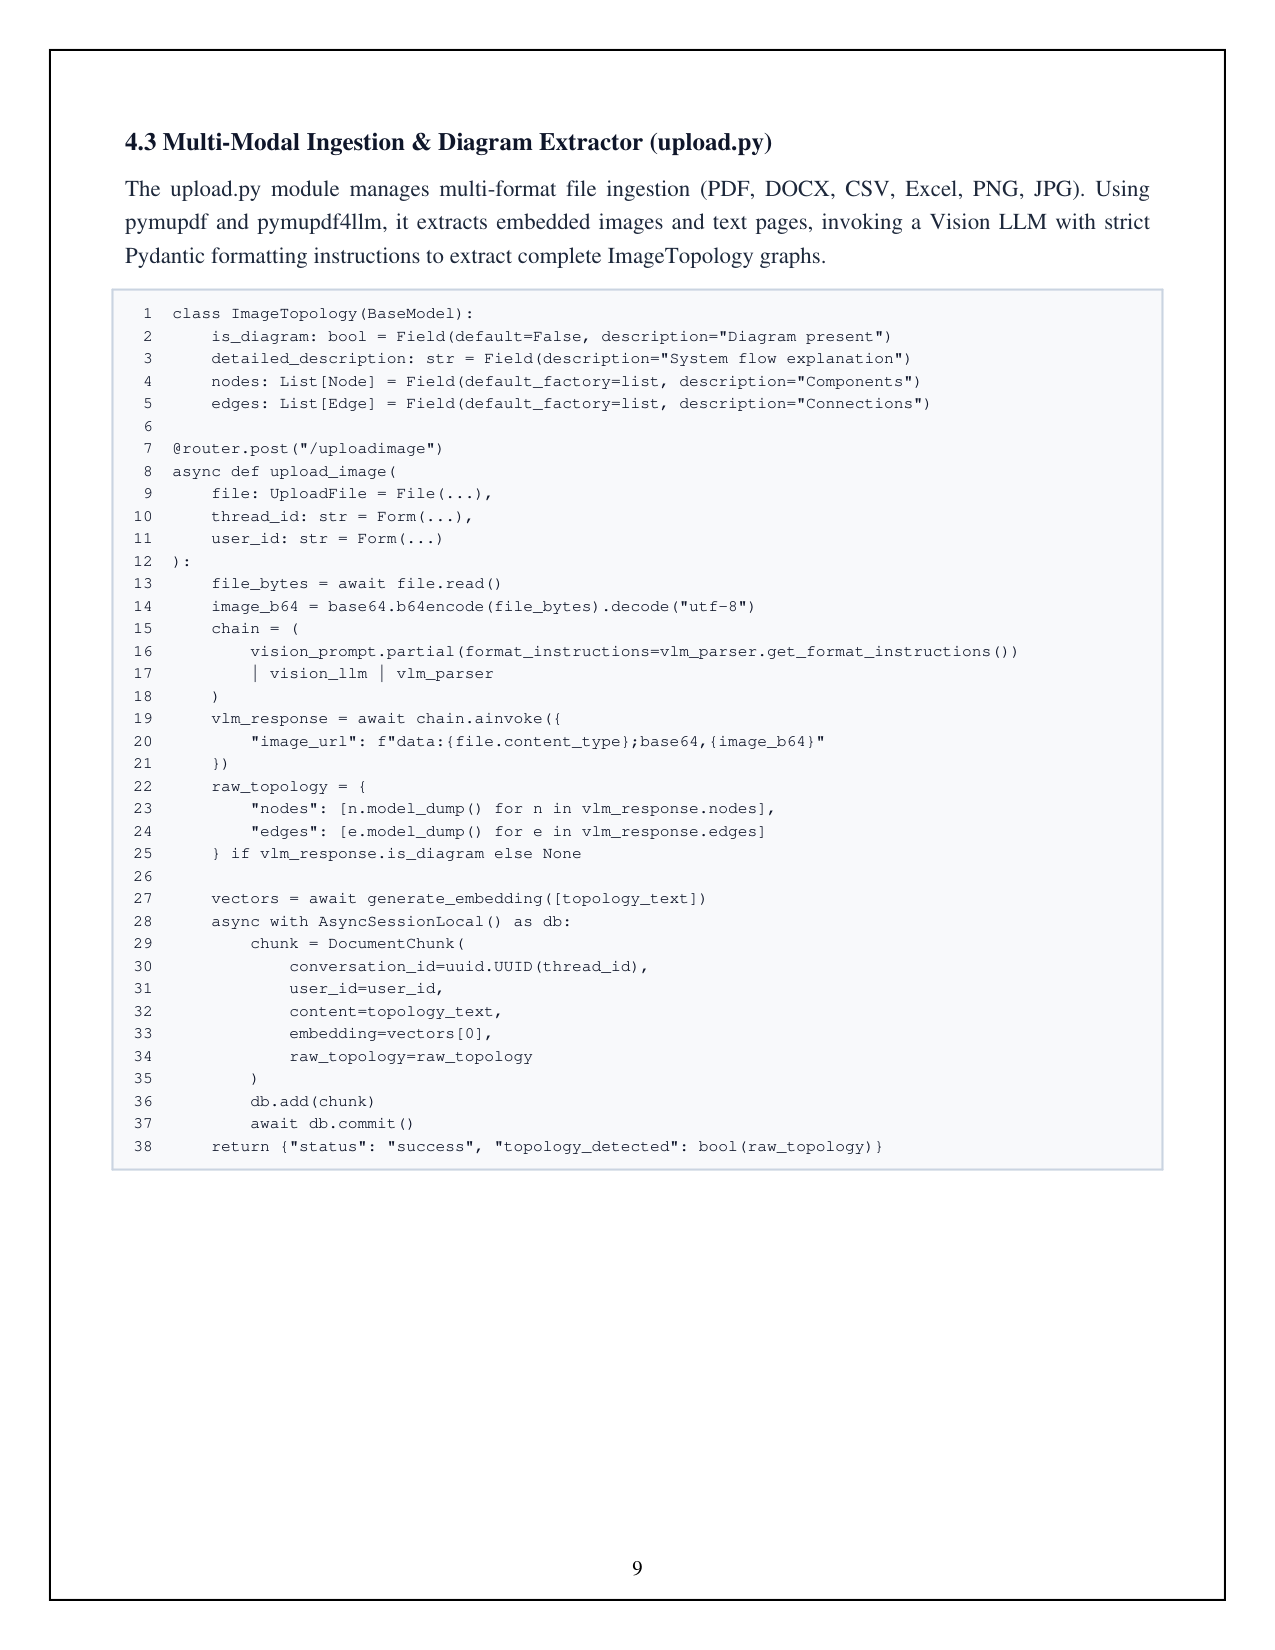 4.3 Multi-Modal Ingestion & Diagram Extractor (upload.py)
The upload.py module manages multi-format file ingestion (PDF, DOCX, CSV, Excel, PNG, JPG). Using
pymupdf and pymupdf4llm, it extracts embedded images and text pages, invoking a Vision LLM with strict
Pydantic formatting instructions to extract complete ImageTopology graphs.
1 class ImageTopology(BaseModel):
2     is_diagram: bool = Field(default=False, description="Diagram present")
3     detailed_description: str = Field(description="System flow explanation")
4     nodes: List[Node] = Field(default_factory=list, description="Components")
5     edges: List[Edge] = Field(default_factory=list, description="Connections")
6
7 @router.post("/uploadimage")
8 async def upload_image(
9     file: UploadFile = File(...),
10     thread_id: str = Form(...),
11     user_id: str = Form(...)
12 ):
13     file_bytes = await file.read()
14     image_b64 = base64.b64encode(file_bytes).decode("utf-8")
15     chain = (
16         vision_prompt.partial(format_instructions=vlm_parser.get_format_instructions())
17         | vision_llm | vlm_parser
18     )
19     vlm_response = await chain.ainvoke({
20         "image_url": f"data:{file.content_type};base64,{image_b64}"
21     })
22     raw_topology = {
23         "nodes": [n.model_dump() for n in vlm_response.nodes],
24         "edges": [e.model_dump() for e in vlm_response.edges]
25     } if vlm_response.is_diagram else None
26
27     vectors = await generate_embedding([topology_text])
28     async with AsyncSessionLocal() as db:
29         chunk = DocumentChunk(
30             conversation_id=uuid.UUID(thread_id),
31             user_id=user_id,
32             content=topology_text,
33             embedding=vectors[0],
34             raw_topology=raw_topology
35         )
36         db.add(chunk)
37         await db.commit()
38     return {"status": "success", "topology_detected": bool(raw_topology)}
9